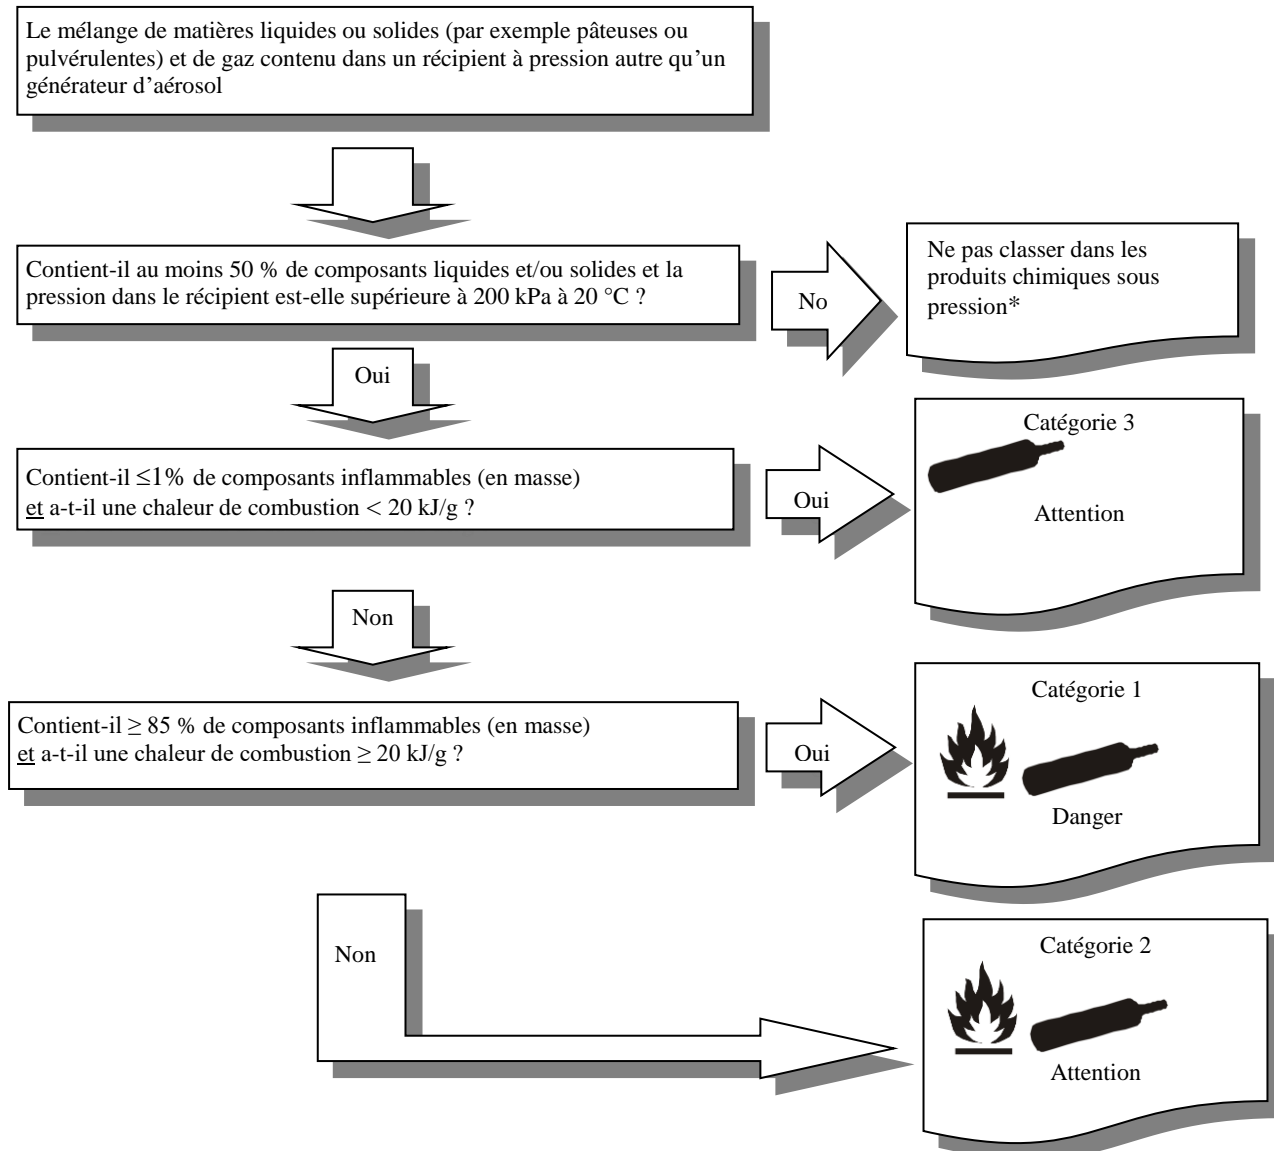 Le mélange de matières liquides ou solides (par exemple pâteuses ou
pulvérulentes) et de gaz contenu dans un récipient à pression autre qu’un
générateur d’aérosol
Contient-il au moins 50 % de composants liquides et/ou solides et la
pression dans le récipient est-elle supérieure à 200 kPa à 20 °C ?
No
Ne pas classer dans les
produits chimiques sous
pression*
Oui
Contient-il ≤1% de composants inflammables (en masse)
et a-t-il une chaleur de combustion < 20 kJ/g ?
Oui
Catégorie 3
Attention
Non
Contient-il ≥ 85 % de composants inflammables (en masse)
et a-t-il une chaleur de combustion ≥ 20 kJ/g ?
Oui
Catégorie 1
Danger
Non
Catégorie 2
Attention